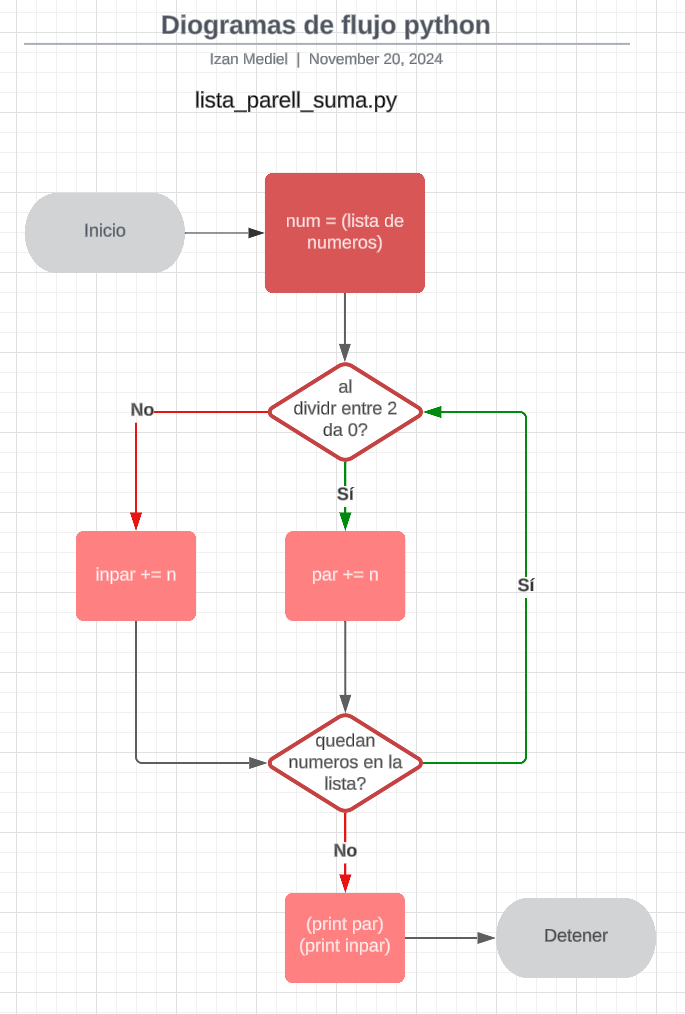 Diogramas de flujo python
Izan Mediel | November 20, 2024
lista_parell_suma.py
Inicio
num = (lista de
numeros)
al
dividr entre 2
da 0?
No
Sí
inpar += n
par += n
Sí
quedan
numeros en la
lista?
No
(print par)
(print inpar)
Detener